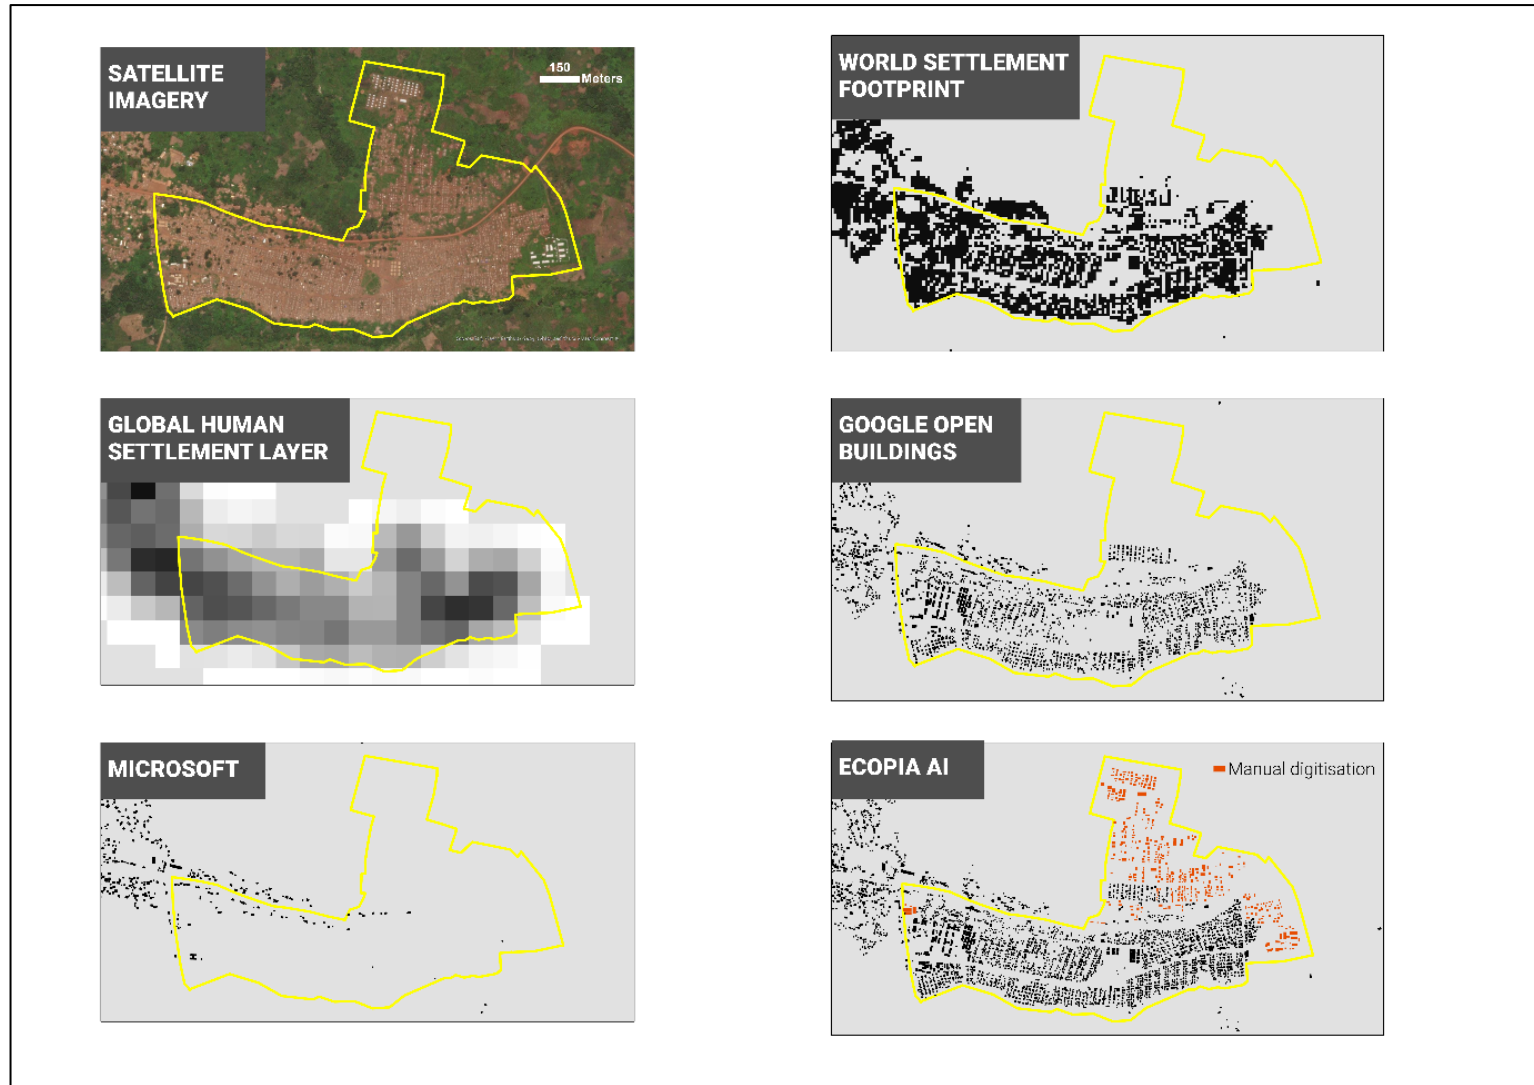 SATELLITE
IMAGERY
150
Meters
WORLD SETTLEMENT
FOOTPRINT
GLOBAL HUMAN
SETTLEMENT LAYER
GOOGLE OPEN
BUILDINGS
MICROSOFT
ECOPIA AI
Manual digitisation